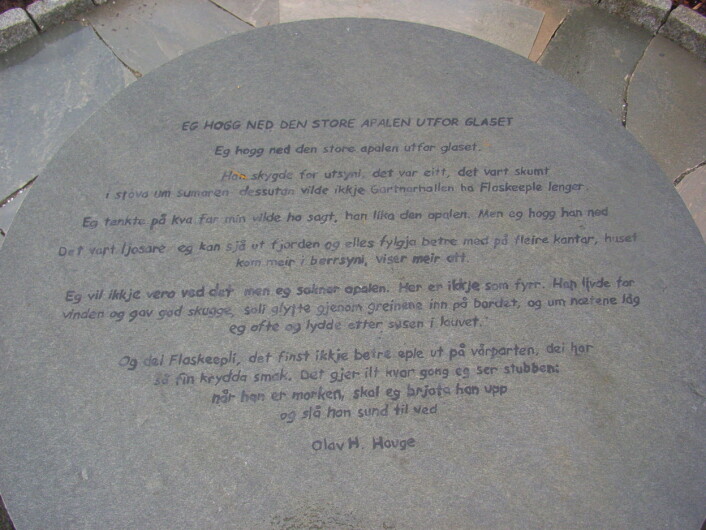 EG HOGG NED DEN STORE APALEN UTFOR GLASET
Eg hogg ned den store apalen utfor glaset.
Han skygde for utsyni, det var eitt, det vart skumt
i stova um sumaren dessutan vilde ikkje Gartnarhallen ha Flaskeeple lenger.
Eg tenkte på kva far min vilde ha sagt, han lika den apalen. Men eg hogg han ned
Det vart ljosare eg kan sjå ut fjorden og elles fylgja betre med på fleire kantar, huset
kom meir i berrsyni, viser meir att.
Eg vil ikkje vera ved det men eg saknar apalen. Her er ikkje som fyrr. Han livde for
vinden og gav god skugge, soli glytte gjenom greinene inn på bordet, og um nættene låg
eg ofte og lydde etter susen i lauvet.
Og dei Flaskeepli, det finst ikkje betre eple ut på vårparten, dei har
så fin krydda smak. Det gjer ilt kvar gong eg ser stubben;
når han er morken, skal eg brjota han upp
og slå han sund til ved
Olav H. Hauge